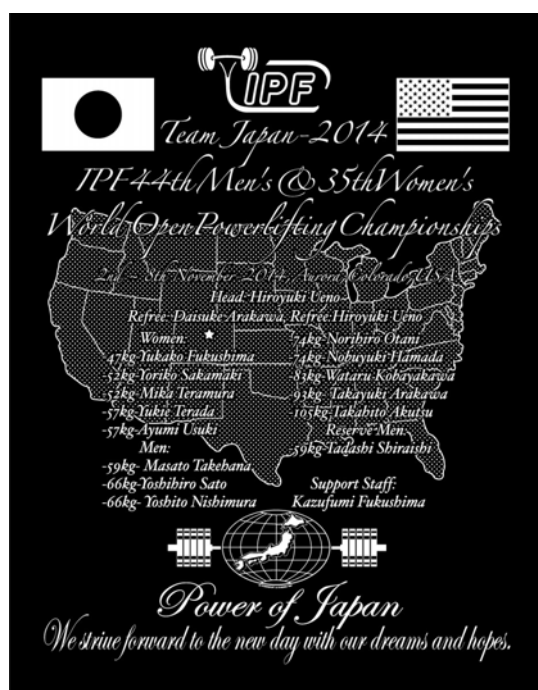 IPF
Team Japan-2014
IPF44th Men's & 35thWomen's
World Open Powerlifting Championships
2nd - 8th November 2014, Aurora, Colorado, USA
Head: Hiroyuki Ueno
Refree: Daisuke Arakawa, Refree:Hiroyuki Ueno
Women:
-47kg-Yukako Fukushima
-52kg-Yoriko Sakamaki
-52kg-Mika Teramura
-57kg-Yukie Terada
-57kg-Ayumi Usuki
Men:
-59kg- Masato Takehana
-66kg-Yoshihiro Sato
-66kg- Yoshito Nishimura
-74kg-Norihiro Otani
-74kg-Nobuyuki Hamada
-83kg-Wataru Kobayakawa
-93kg- Takayuki Arakawa
105kg-Takahito Akutsu
Reserve Men:
-59kg-Tadashi Shiraishi
Support Staff:
Kazufumi Fukushima
Power of Japan
We strive forward to the new day with our dreams and hopes.